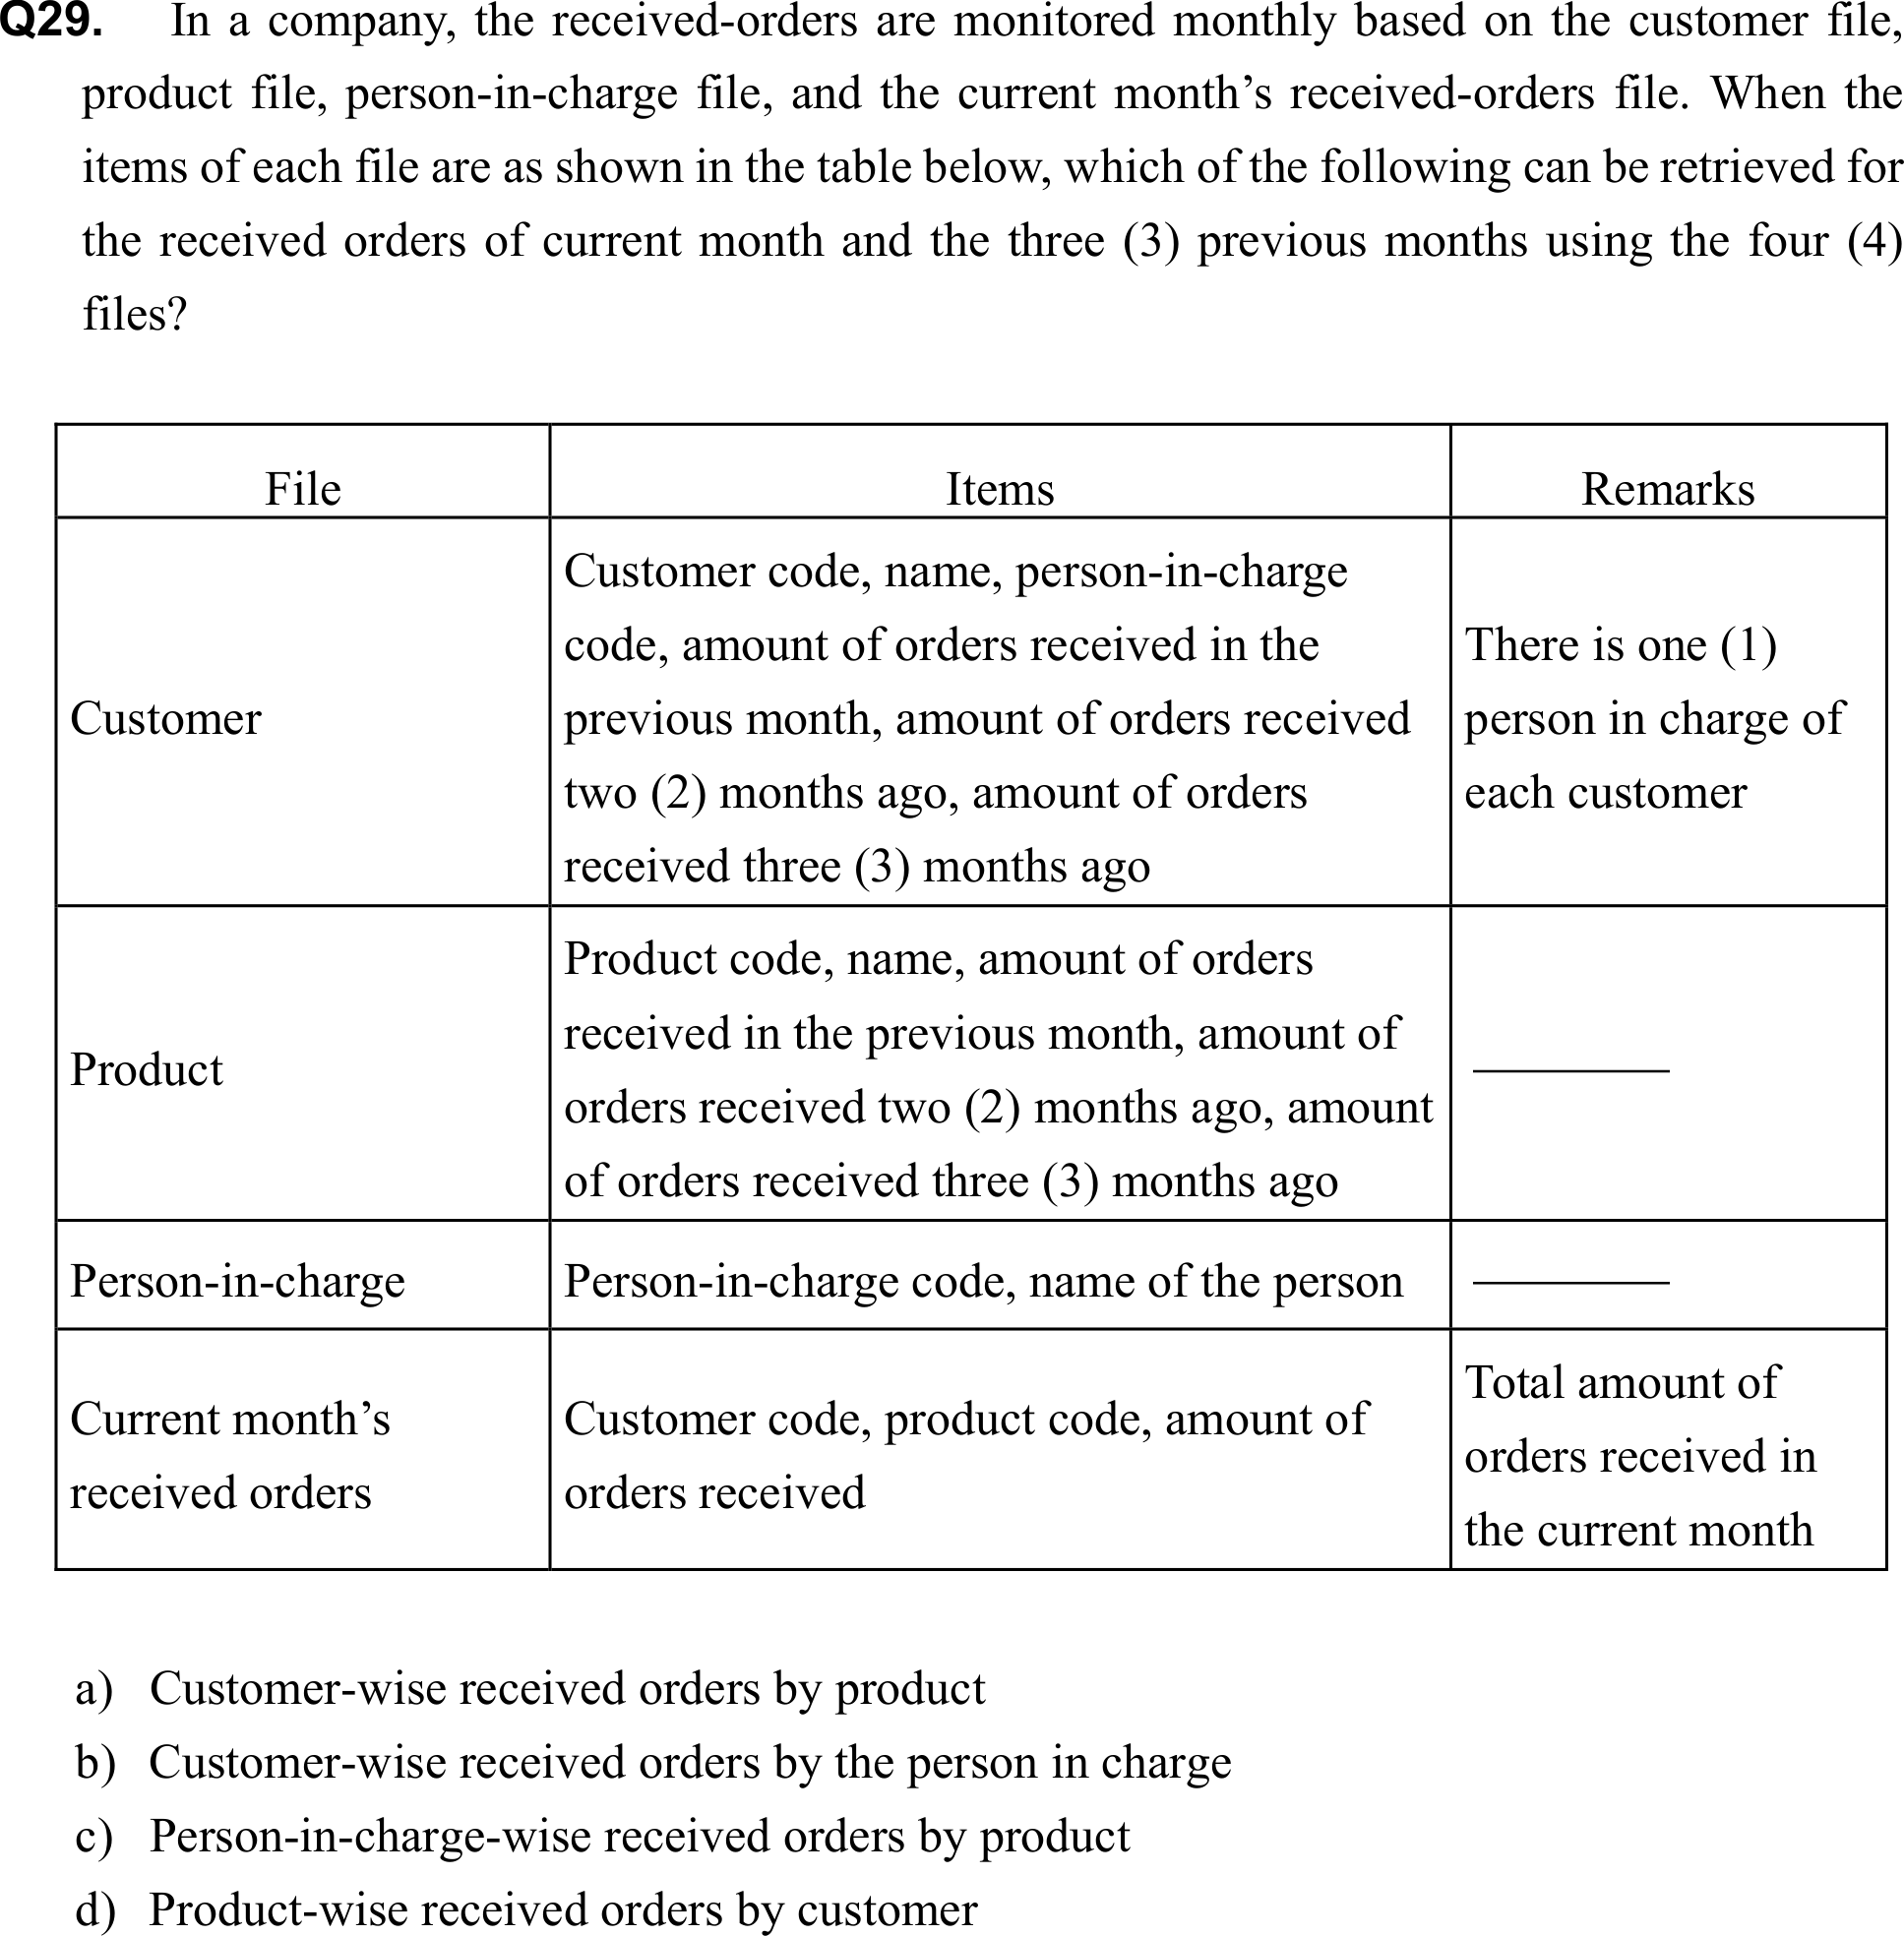 Q29. In a company, the received-orders are monitored monthly based on the customer file,
product file, person-in-charge file, and the current month’s received-orders file. When the
items of each file are as shown in the table below, which of the following can be retrieved for
the received orders of current month and the three (3) previous months using the four (4)
files?
File Items Remarks
Customer
Customer code, name, person-in-charge
code, amount of orders received in the
previous month, amount of orders received
two (2) months ago, amount of orders
received three (3) months ago
There is one (1)
person in charge of
each customer
Product
Product code, name, amount of orders
received in the previous month, amount of
orders received two (2) months ago, amount
of orders received three (3) months ago
Person-in-charge
Person-in-charge code, name of the person
Current month’s
received orders
Customer code, product code, amount of
orders received
Total amount of
orders received in
the current month
a) Customer-wise received orders by product
b) Customer-wise received orders by the person in charge
c) Person-in-charge-wise received orders by product
d) Product-wise received orders by customer